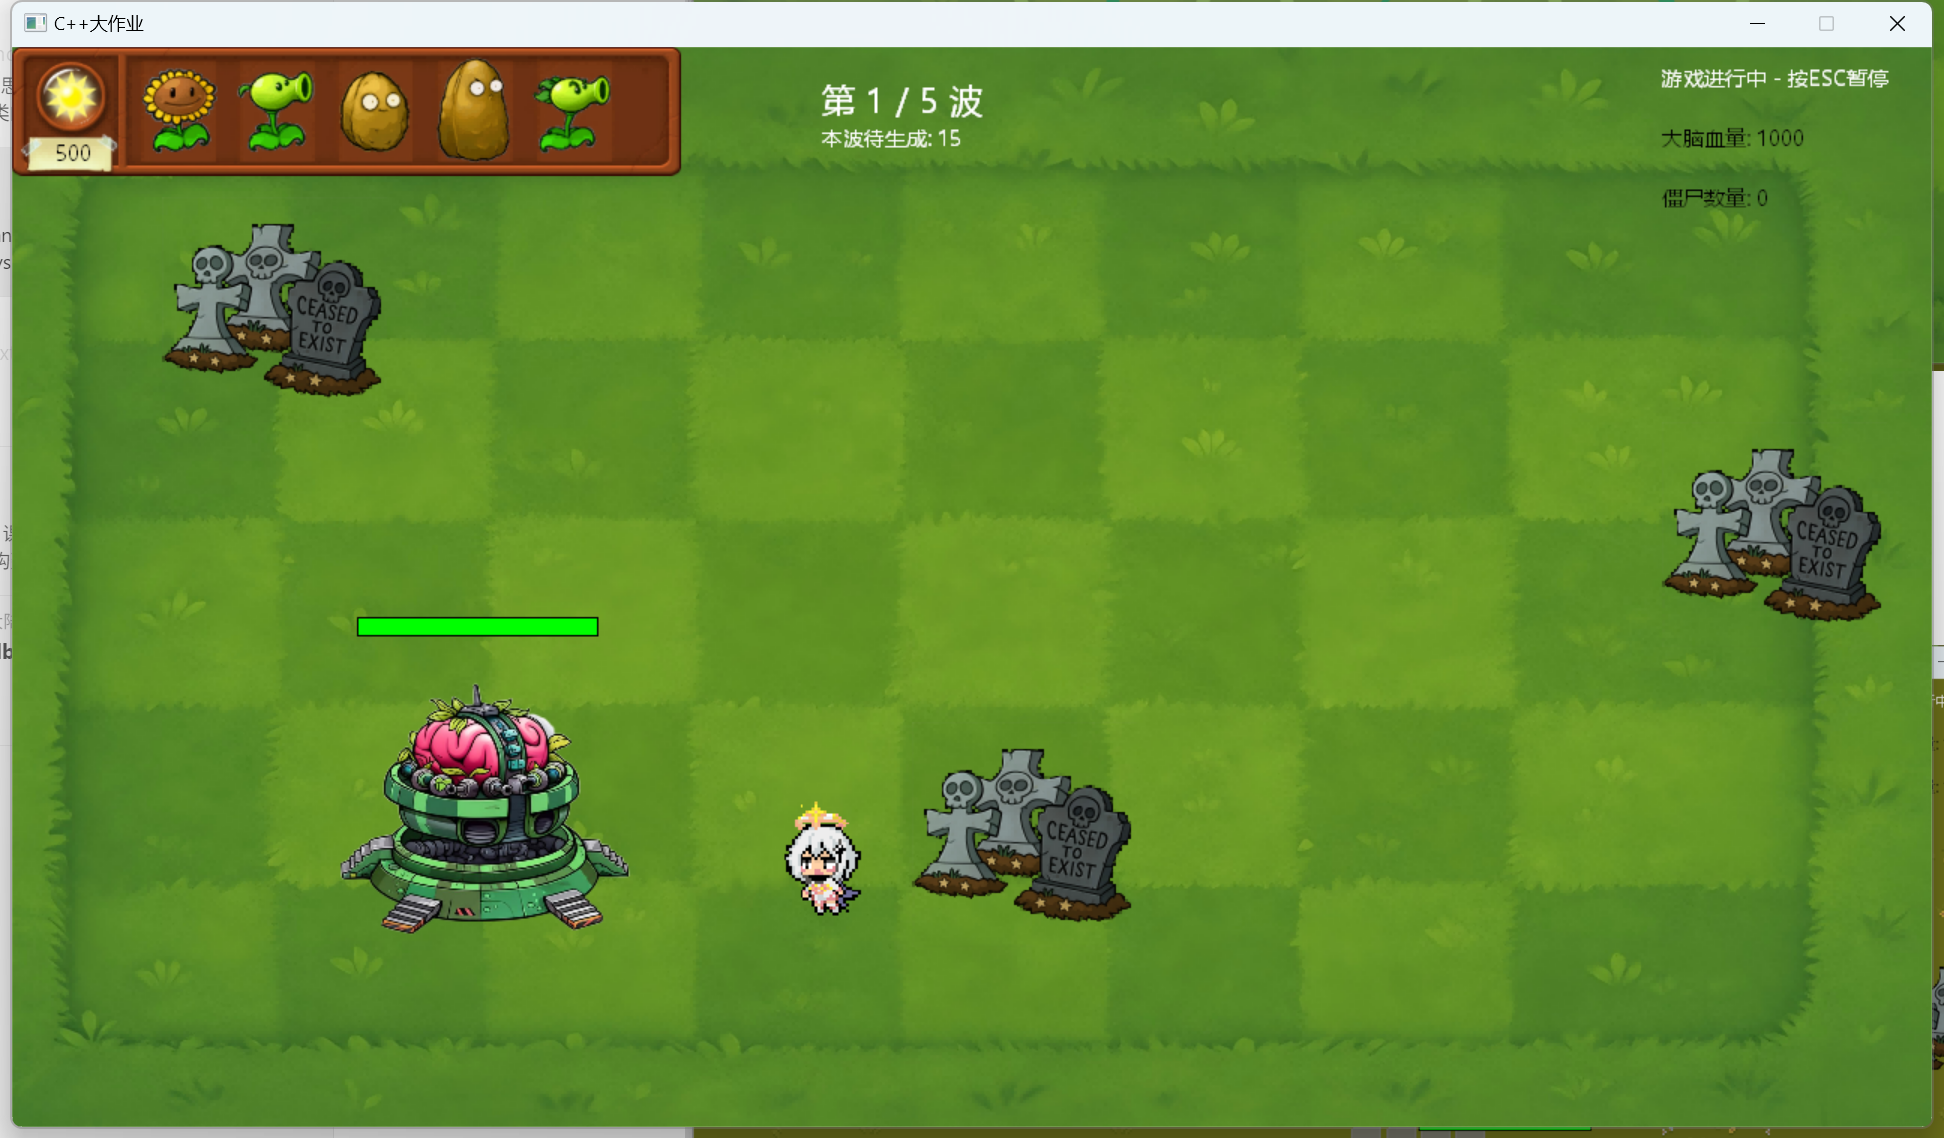 C++大作业
500
第 1 / 5 波
本波待生成: 15
游戏进行中 - 按ESC暂停
大脑血量: 1000
僵尸数量: 0
CEASED
TO
EXIST
CEASED
TO
EXIST
CEASED
TO
EXIST